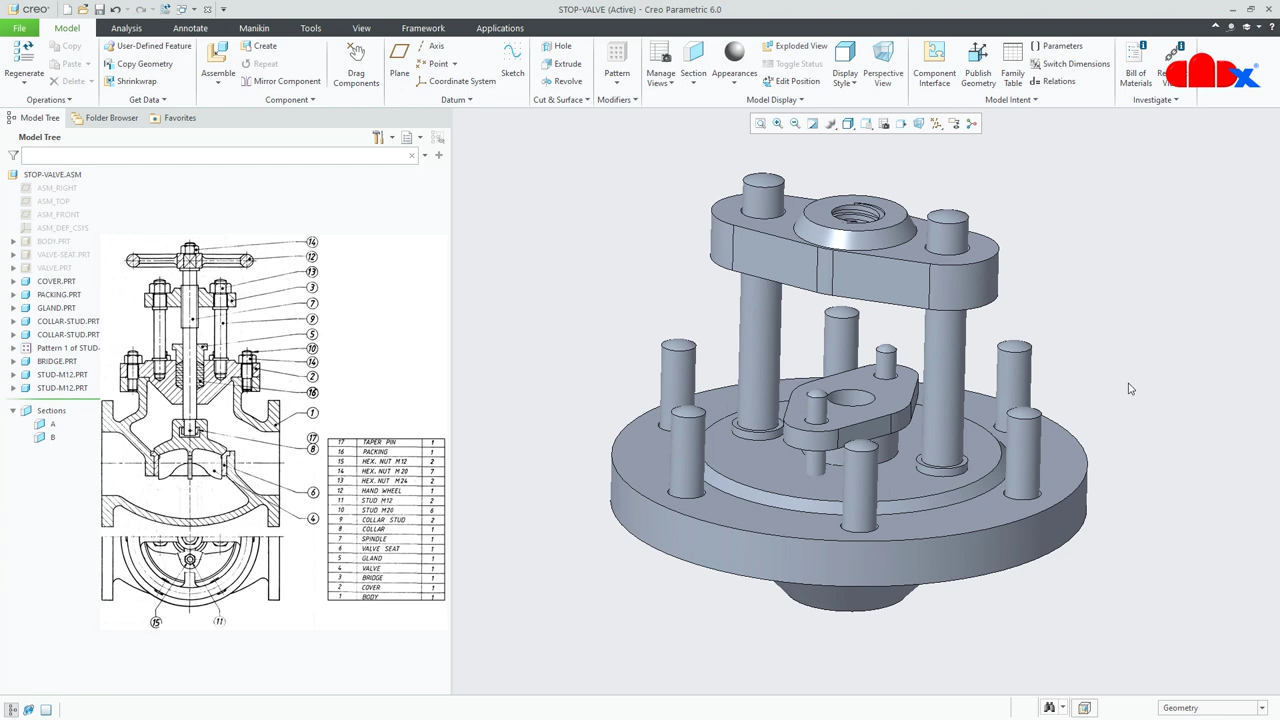 creo
STOP-VALVE (Active) - Creo Parametric 6.0
File
Model
Analysis
Annotate
Manikin
Tools
View
Framework
Applications
Regenerate
Copy
Paste
Delete
Operations
User-Defined Feature
Copy Geometry
Shrinkwrap
Get Data
Assemble
Create
Repeat
Mirror Component
Component
Drag Components
Plane
Axis
Point
Coordinate System
Sketch
Datum
Hole
Extrude
Revolve
Cut & Surface
Pattern
Modifiers
Manage Views
Section
Appearances
Exploded View
Toggle Status
Edit Position
Display Style
Perspective View
Model Display
Component Interface
Publish Geometry
Family Table
Parameters
Switch Dimensions
Relations
Model Intent
Bill of Materials
Investigate
Model Tree
Folder Browser
Favorites
Model Tree
STOP-VALVE.ASM
ASM_RIGHT
ASM_TOP
ASM_FRONT
ASM_DEF_CSYS
BODY.PRT
VALVE-SEAT.PRT
VALVE.PRT
COVER.PRT
PACKING.PRT
GLAND.PRT
COLLAR-STUD.PRT
COLLAR-STUD.PRT
Pattern 1 of STUD-
BRIDGE.PRT
STUD-M12.PRT
STUD-M12.PRT
Sections
A
B
14
12
13
3
7
9
5
10
14
2
16
1
17
8
6
4
15
11
17 TAPER PIN 1
16 PACKING 1
15 HEX. NUT M12 2
14 HEX. NUT M20 7
13 HEX. NUT M24 2
12 HAND WHEEL 1
11 STUD M12 2
10 STUD M20 6
9 COLLAR STUD 2
8 COLLAR 1
7 SPINDLE 1
6 VALVE SEAT 1
5 GLAND 1
4 VALVE 1
3 BRIDGE 1
2 COVER 1
1 BODY 1
Geometry